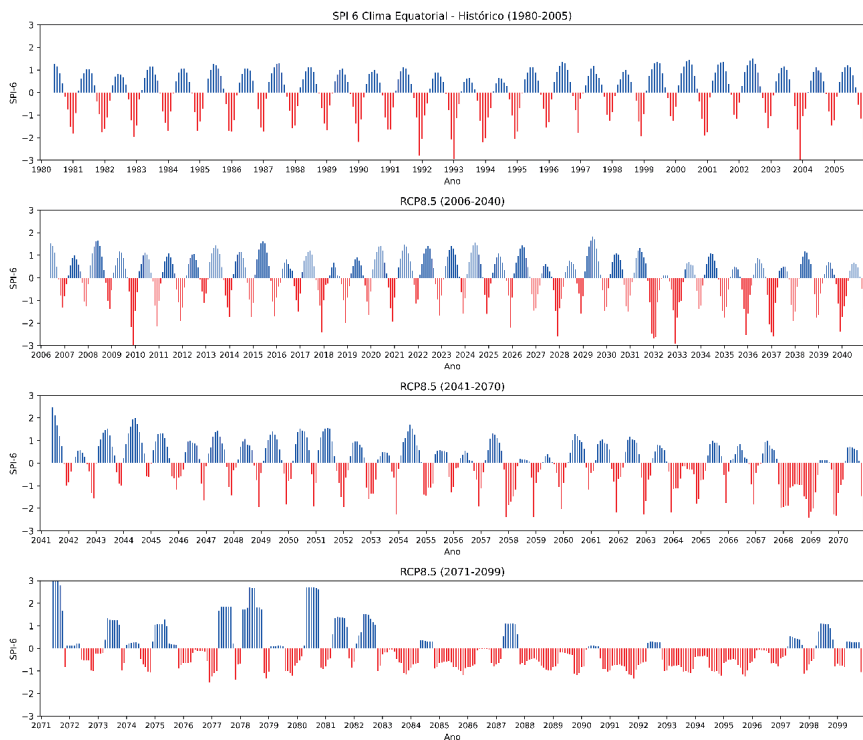 SPI 6 Clima Equatorial - Histórico (1980-2005)
3
2
1
0
−1
−2
−3
SPI-6
1980 1981 1982 1983 1984 1985 1986 1987 1988 1989 1990 1991 1992 1993 1994 1995 1996 1997 1998 1999 2000 2001 2002 2003 2004 2005
Ano
RCP8.5 (2006-2040)
3
2
1
0
−1
−2
−3
SPI-6
2006 2007 2008 2009 2010 2011 2012 2013 2014 2015 2016 2017 2018 2019 2020 2021 2022 2023 2024 2025 2026 2027 2028 2029 2030 2031 2032 2033 2034 2035 2036 2037 2038 2039 2040
Ano
RCP8.5 (2041-2070)
3
2
1
0
−1
−2
−3
SPI-6
2041 2042 2043 2044 2045 2046 2047 2048 2049 2050 2051 2052 2053 2054 2055 2056 2057 2058 2059 2060 2061 2062 2063 2064 2065 2066 2067 2068 2069 2070
Ano
RCP8.5 (2071-2099)
3
2
1
0
−1
−2
−3
SPI-6
2071 2072 2073 2074 2075 2076 2077 2078 2079 2080 2081 2082 2083 2084 2085 2086 2087 2088 2089 2090 2091 2092 2093 2094 2095 2096 2097 2098 2099
Ano